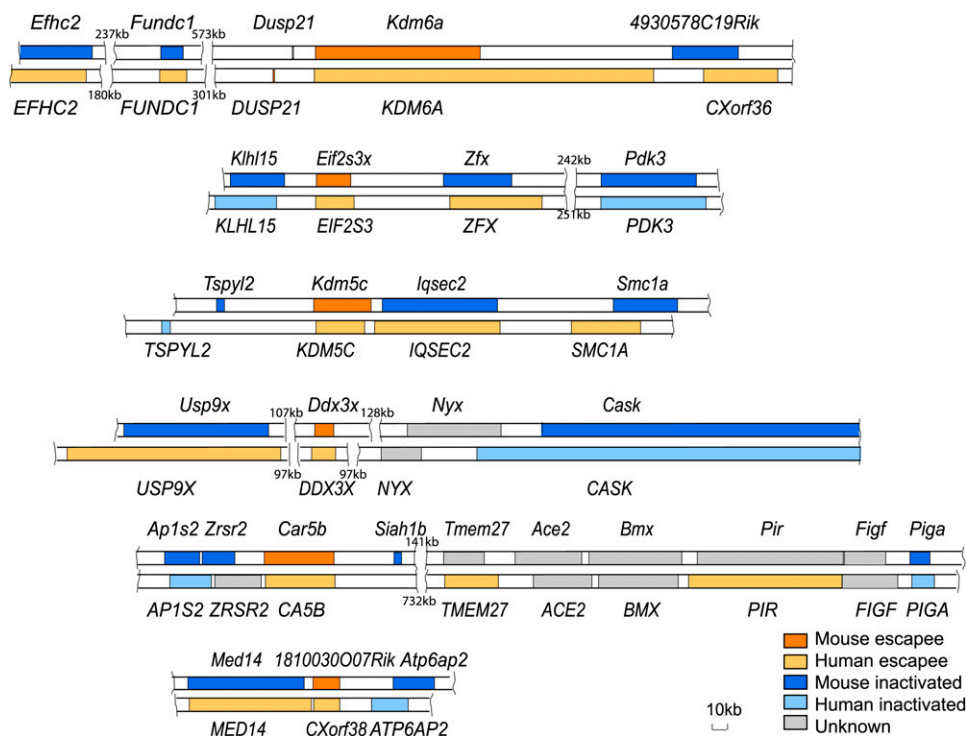 Efhc2 237kb Fundc1 573kb Dusp21 Kdm6a 4930578C19Rik
EFHC2 180kb FUNDC1 301kb DUSP21 KDM6A CXorf36
Klhl15 Eif2s3x Zfx 242kb Pdk3
KLHL15 EIF2S3 ZFX 251kb PDK3
Tspyl2 Kdm5c Iqsec2 Smc1a
TSPYL2 KDM5C IQSEC2 SMC1A
Usp9x 107kb Ddx3x 128kb Nyx Cask
USP9X 97kb DDX3X 97kb NYX CASK
Ap1s2 Zrsr2 Car5b Siah1b 141kb Tmem27 Ace2 Bmx Pir Figf Piga
AP1S2 ZRSR2 CA5B 732kb TMEM27 ACE2 BMX PIR FIGF PIGA
Med14 1810030O07Rik Atp6ap2
MED14 CXorf38 ATP6AP2
10kb
Mouse escapee
Human escapee
Mouse inactivated
Human inactivated
Unknown